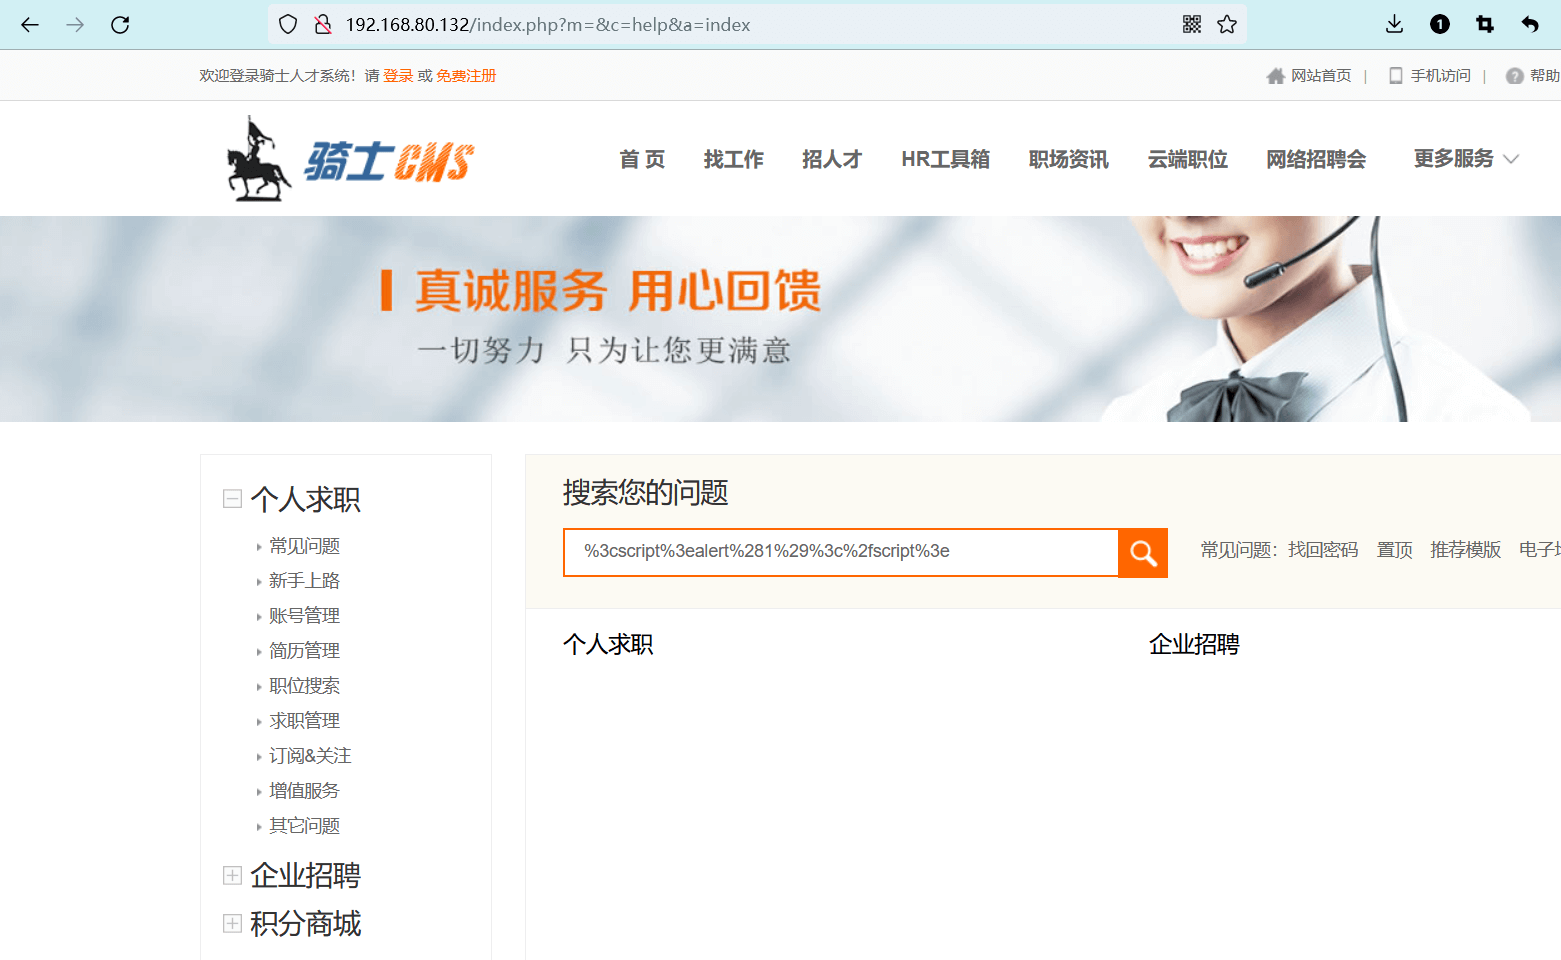 192.168.80.132/index.php?m=&c=help&a=index
欢迎登录骑士人才系统！请 登录 或 免费注册
网站首页 | 手机访问 | 帮助
骑士CMS
首 页 找工作 招人才 HR工具箱 职场资讯 云端职位 网络招聘会 更多服务
真诚服务 用心回馈
一切努力 只为让您更满意
个人求职
常见问题
新手上路
账号管理
简历管理
职位搜索
求职管理
订阅&关注
增值服务
其它问题
企业招聘
积分商城
搜索您的问题
%3cscript%3ealert%281%29%3c%2fscript%3e
常见问题：找回密码 置顶 推荐模版 电子
个人求职 企业招聘